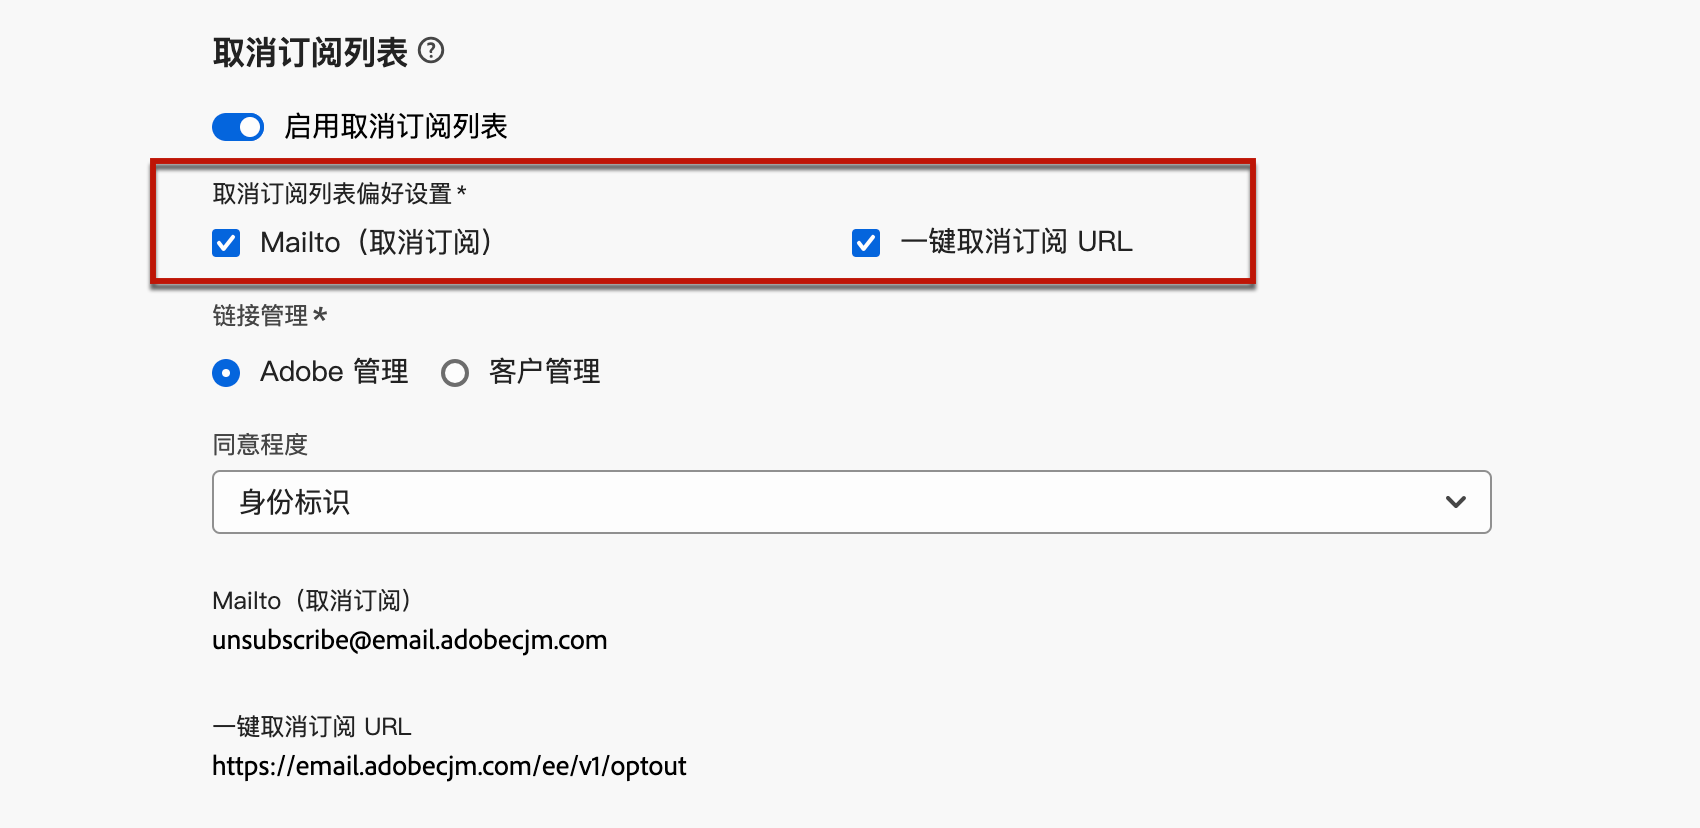 取消订阅列表 ?
启用取消订阅列表
取消订阅列表偏好设置*
Mailto（取消订阅） 一键取消订阅 URL
链接管理*
Adobe 管理 客户管理
同意程度
身份标识
Mailto（取消订阅）
unsubscribe@email.adobecjm.com
一键取消订阅 URL
https://email.adobecjm.com/ee/v1/optout